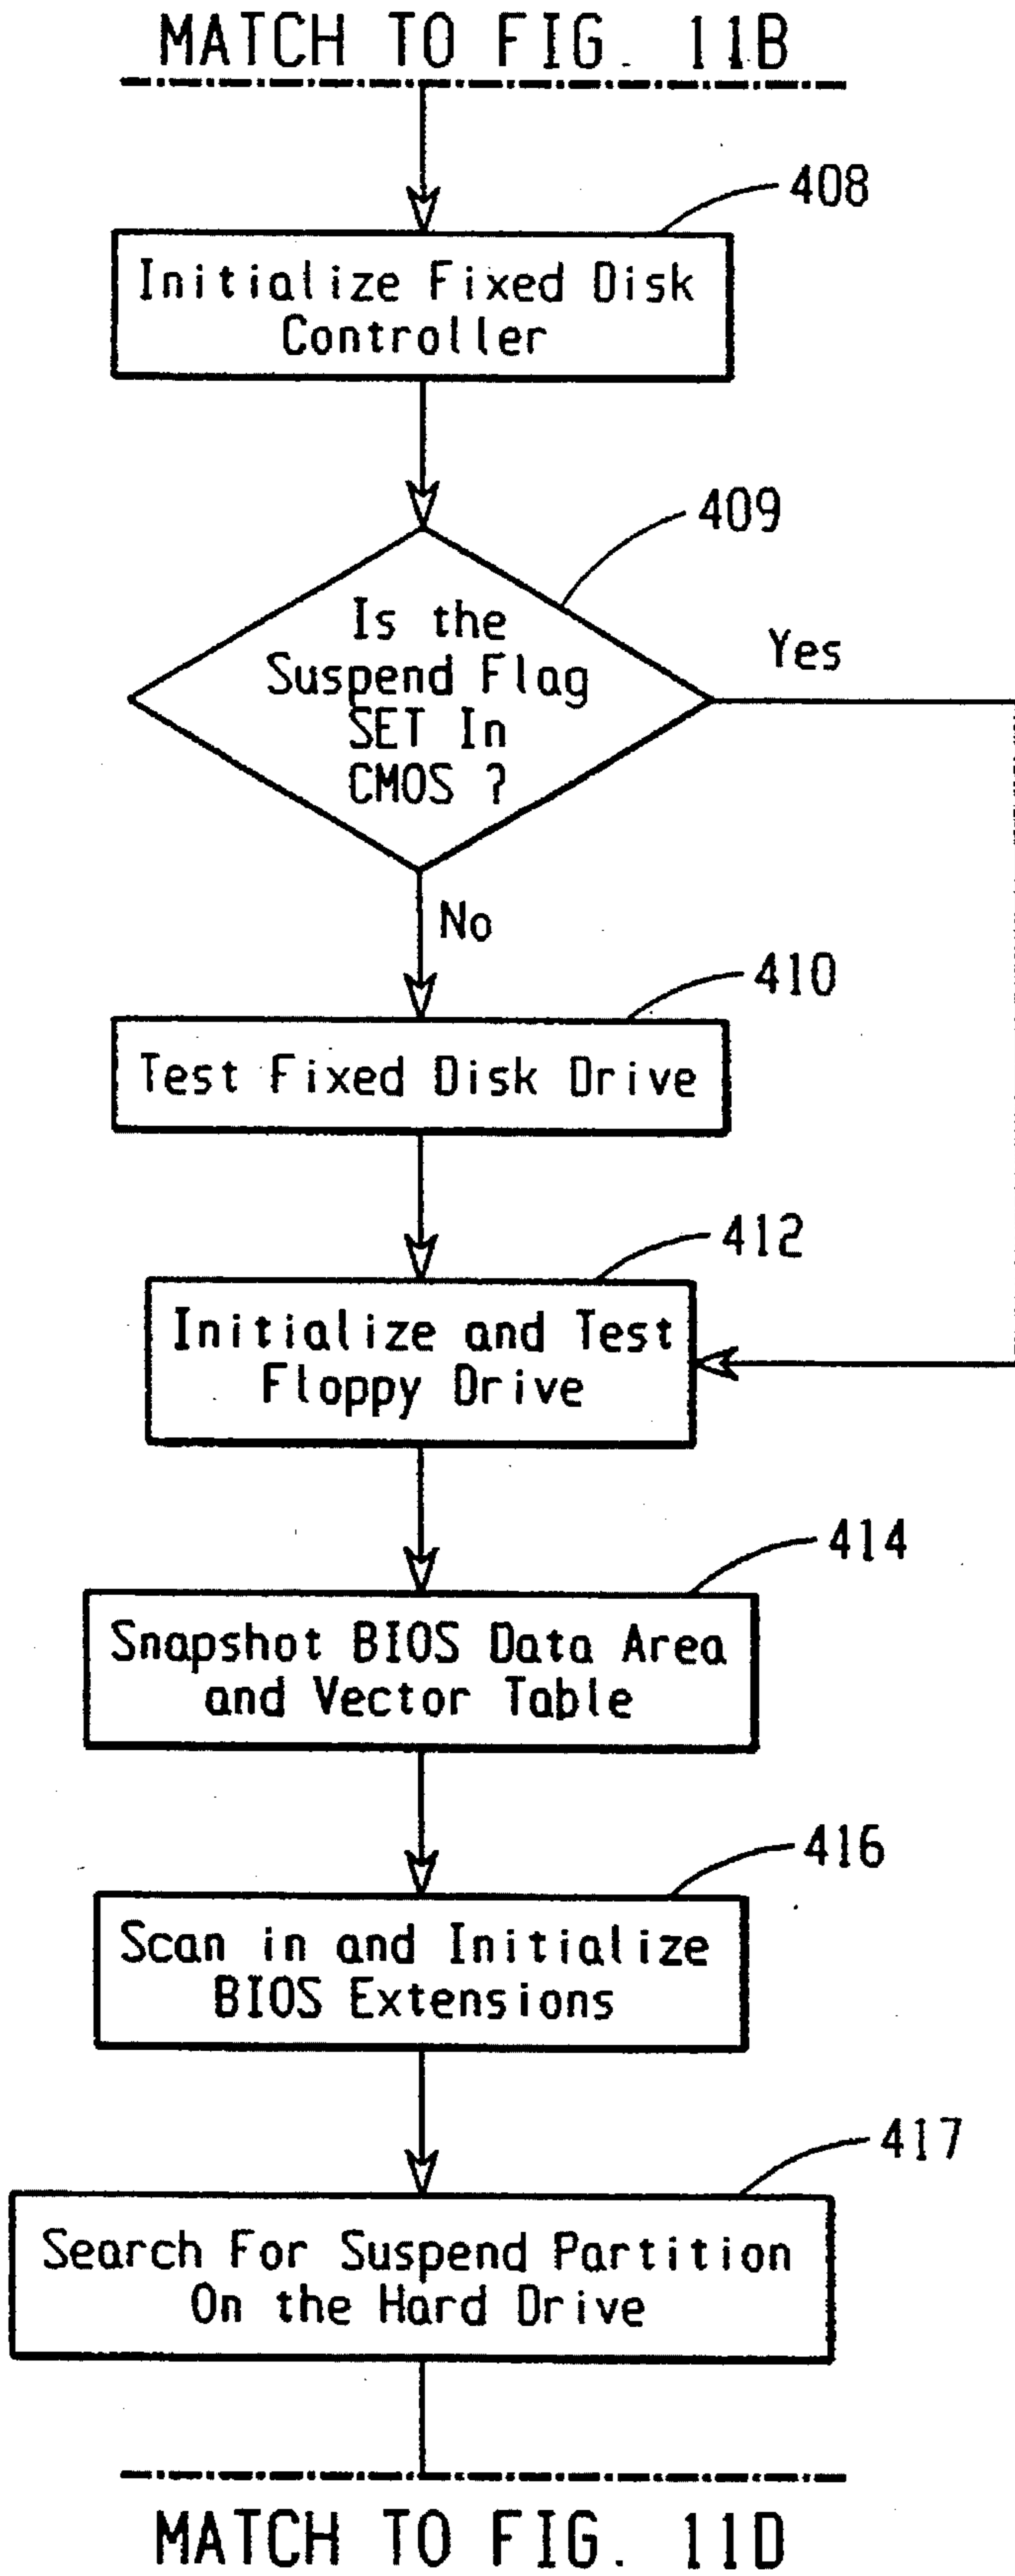 MATCH TO FIG. 11B
408
Initialize Fixed Disk
Controller
409
Is the
Suspend Flag
SET In
CMOS ?
Yes
No
410
Test Fixed Disk Drive
412
Initialize and Test
Floppy Drive
414
Snapshot BIOS Data Area
and Vector Table
416
Scan in and Initialize
BIOS Extensions
417
Search For Suspend Partition
On the Hard Drive
MATCH TO FIG. 11D